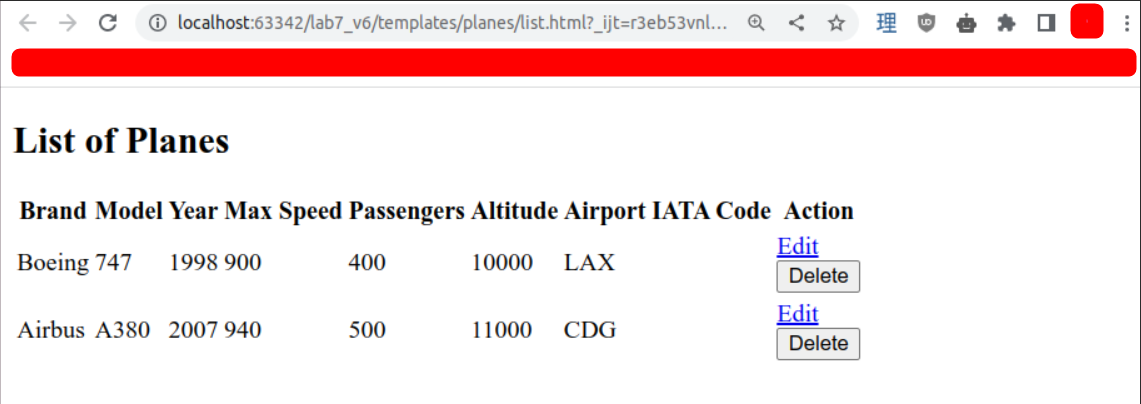 localhost:63342/lab7_v6/templates/planes/list.html?_ijt=r3eb53vnl...
理
List of Planes
Brand Model Year Max Speed Passengers Altitude Airport IATA Code Action
Boeing 747 1998 900 400 10000 LAX Edit
Delete
Airbus A380 2007 940 500 11000 CDG Edit
Delete